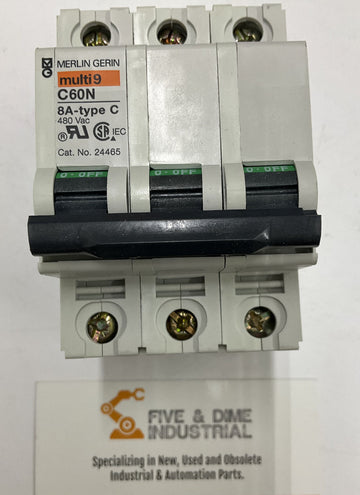 MERLIN GERIN
multi 9
C60N
8A-type C
480 Vac
IEC
Cat. No. 24465
O-OFF O-OFF O-OFF
FIVE & DIME
INDUSTRIAL
Specializing in New, Used and Obsolete
Industrial & Automation Parts.